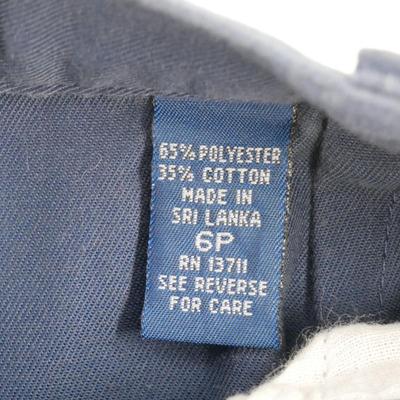 65% POLYESTER
35% COTTON
MADE IN
SRI LANKA
6P
RN 13711
SEE REVERSE
FOR CARE